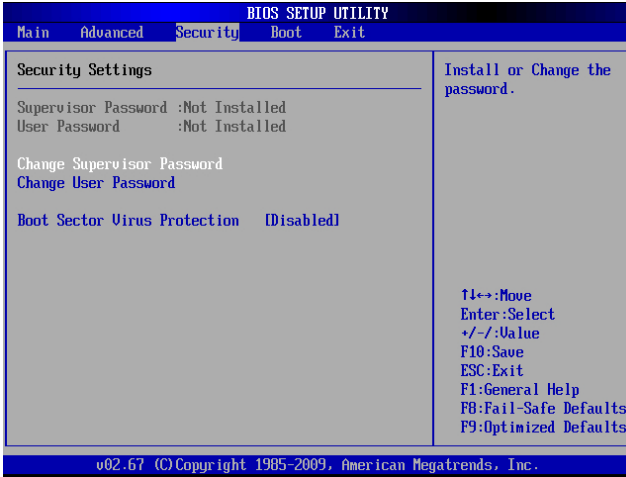 BIOS SETUP UTILITY
Main Advanced Security Boot Exit
Security Settings
Supervisor Password :Not Installed
User Password :Not Installed
Change Supervisor Password
Change User Password
Boot Sector Virus Protection [Disabled]
Install or Change the
password.
↑↓↔:Move
Enter:Select
+/-/:Value
F10:Save
ESC:Exit
F1:General Help
F8:Fail-Safe Defaults
F9:Optimized Defaults
v02.67 (C)Copyright 1985-2009, American Megatrends, Inc.